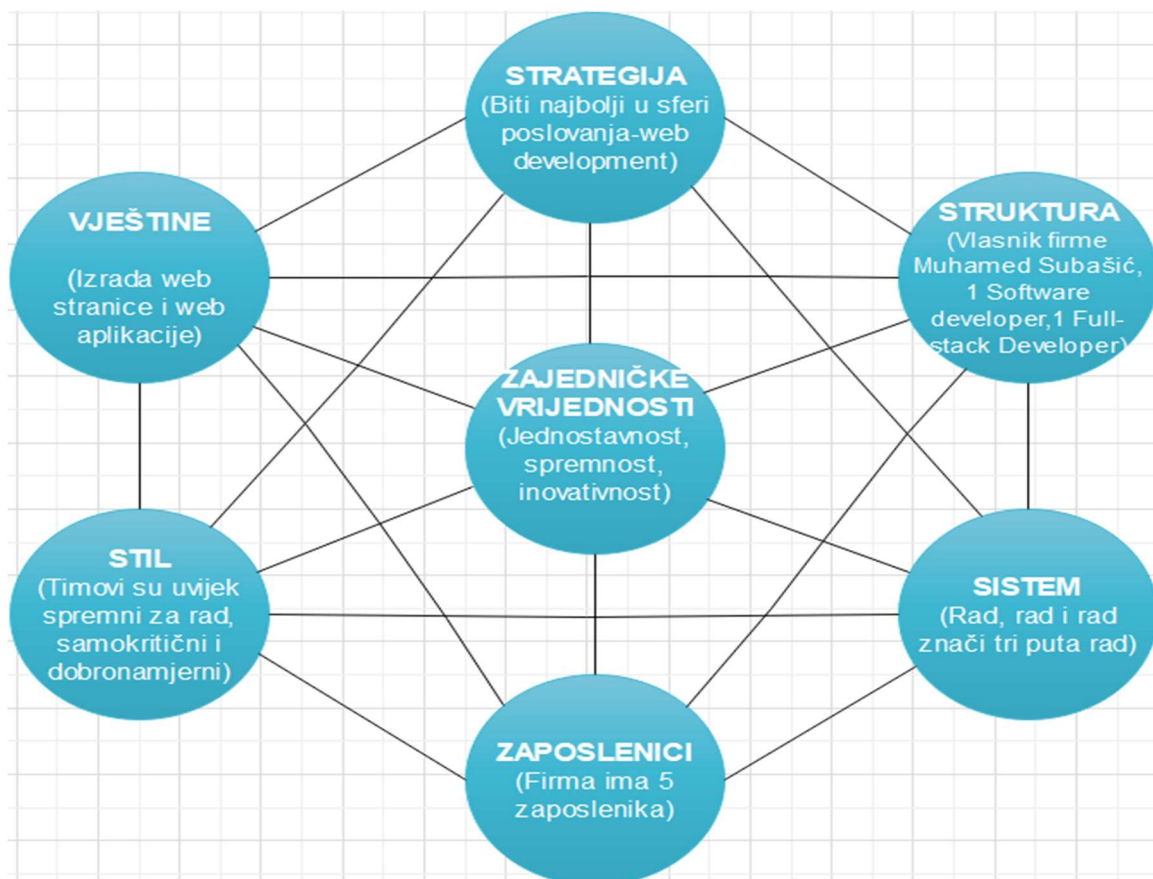 STRATEGIJA
(Biti najbolji u sferi
poslovanja-web
development)
VJEŠTINE
(Izrada web
stranice i web
aplikacije)
STRUKTURA
(Vlasnik firme
Muhamed Subašić,
1 Software
developer,1 Full-
stack Developer)
ZAJEDNIČKE
VRIJEDNOSTI
(Jednostavnost,
spremnost,
inovativnost)
STIL
(Timovi su uvijek
spremni za rad,
samokritični i
dobronamjerni)
SISTEM
(Rad, rad i rad
znači tri puta rad)
ZAPOSLENICI
(Firma ima 5
zaposlenika)